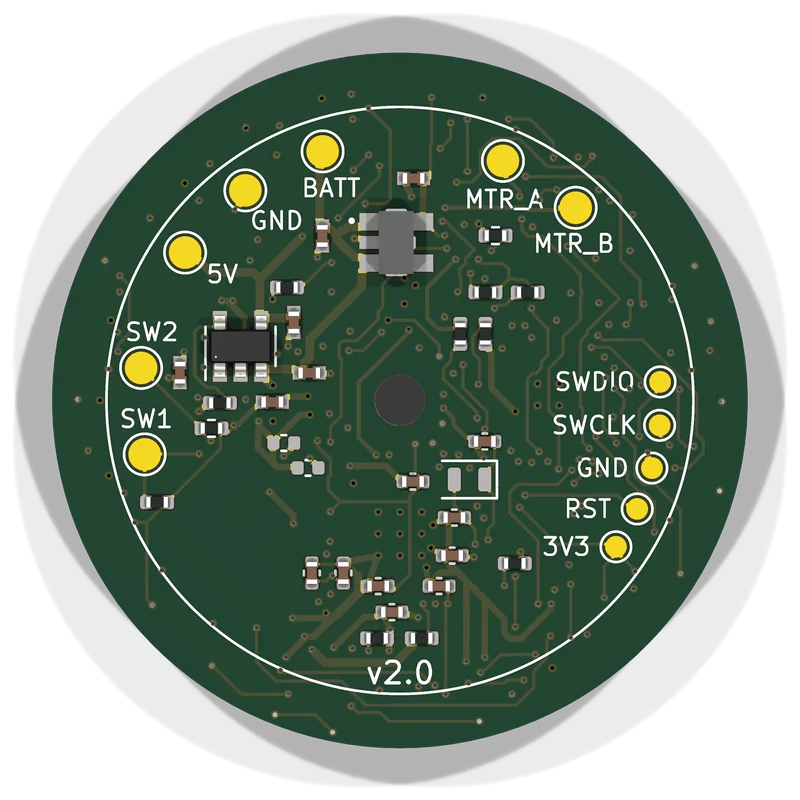 BATT
MTR_A
GND
MTR_B
5V
SW2
SWDIO
SW1
SWCLK
GND
RST
3V3
v2.0